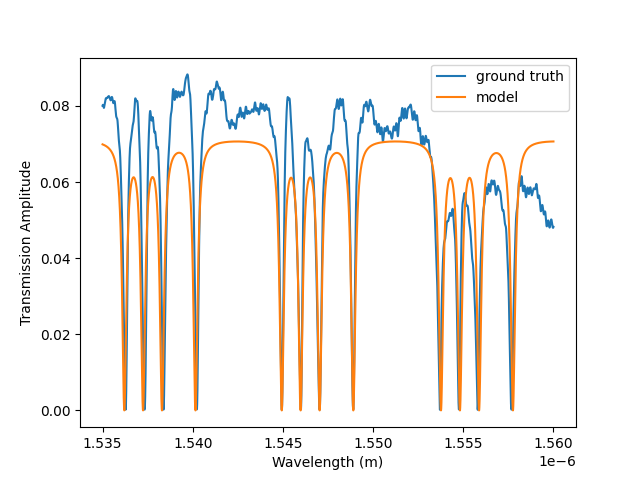 ground truth
model
Transmission Amplitude
0.08
0.06
0.04
0.02
0.00
1.535 1.540 1.545 1.550 1.555 1.560
1e−6
Wavelength (m)